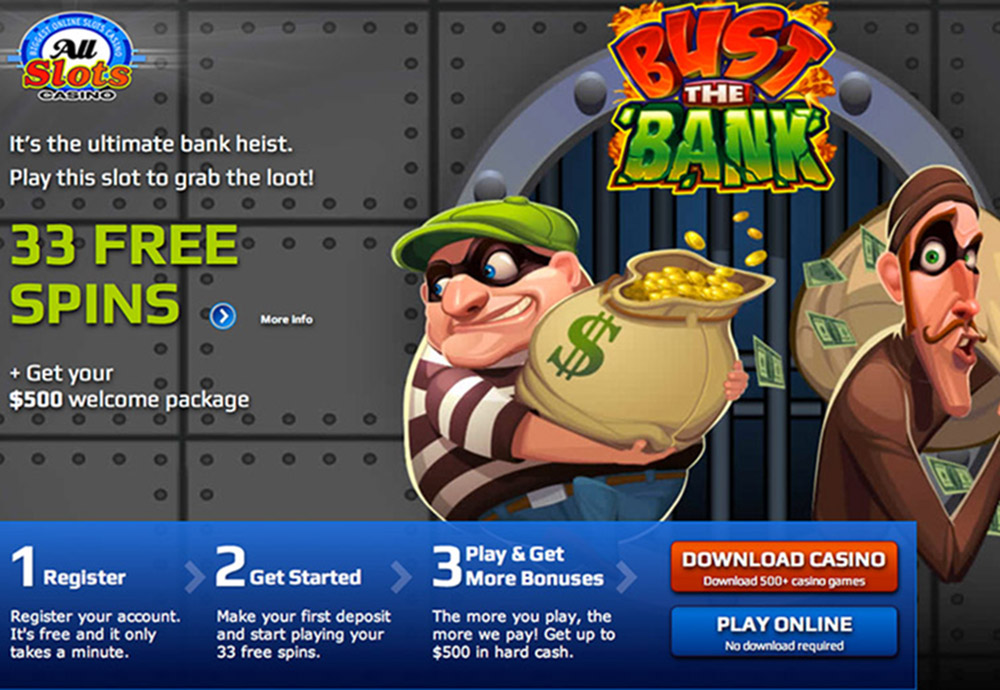 BIGGEST ONLINE SLOTS CASINO
All
Slots
CASINO
BUST
THE
BANK
It's the ultimate bank heist.
Play this slot to grab the loot!
33 FREE
SPINS
More Info
+ Get your
$500 welcome package
$
1 Register
Register your account.
It's free and it only
takes a minute.
2 Get Started
Make your first deposit
and start playing your
33 free spins.
3 Play & Get
More Bonuses
The more you play, the
more we pay! Get up to
$500 in hard cash.
DOWNLOAD CASINO
Download 500+ casino games
PLAY ONLINE
No download required